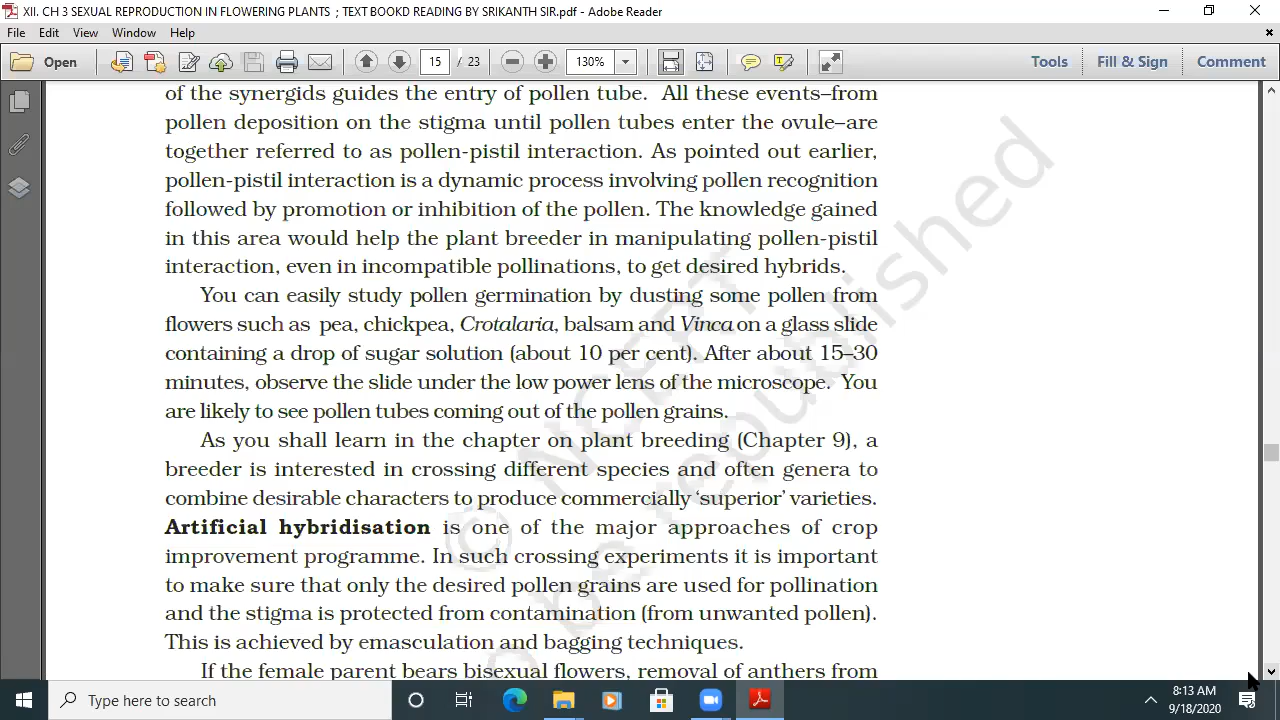 XII. CH 3 SEXUAL REPRODUCTION IN FLOWERING PLANTS ; TEXT BOOKD READING BY SRIKANTH SIR.pdf - Adobe Reader
File Edit View Window Help
Open 15 / 23 130% Tools Fill & Sign Comment
of the synergids guides the entry of pollen tube. All these events–from
pollen deposition on the stigma until pollen tubes enter the ovule–are
together referred to as pollen-pistil interaction. As pointed out earlier,
pollen-pistil interaction is a dynamic process involving pollen recognition
followed by promotion or inhibition of the pollen. The knowledge gained
in this area would help the plant breeder in manipulating pollen-pistil
interaction, even in incompatible pollinations, to get desired hybrids.
You can easily study pollen germination by dusting some pollen from
flowers such as pea, chickpea, Crotalaria, balsam and Vinca on a glass slide
containing a drop of sugar solution (about 10 per cent). After about 15–30
minutes, observe the slide under the low power lens of the microscope. You
are likely to see pollen tubes coming out of the pollen grains.
As you shall learn in the chapter on plant breeding (Chapter 9), a
breeder is interested in crossing different species and often genera to
combine desirable characters to produce commercially ‘superior’ varieties.
Artificial hybridisation is one of the major approaches of crop
improvement programme. In such crossing experiments it is important
to make sure that only the desired pollen grains are used for pollination
and the stigma is protected from contamination (from unwanted pollen).
This is achieved by emasculation and bagging techniques.
If the female parent bears bisexual flowers, removal of anthers from
© NCERT
o be republished
Type here to search
8:13 AM
9/18/2020